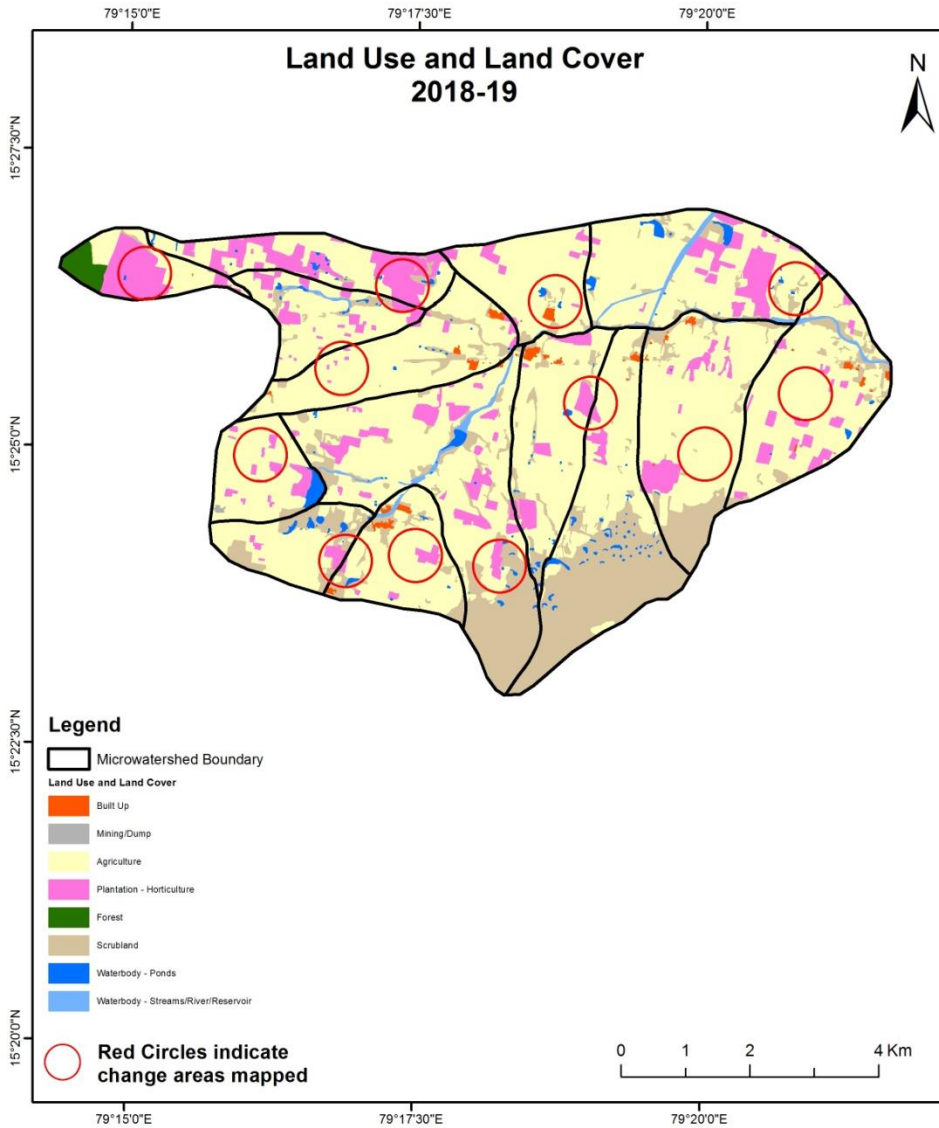 79°15'0"E 79°17'30"E 79°20'0"E
Land Use and Land Cover
2018-19
N
15°27'30"N
15°25'0"N
15°22'30"N
15°20'0"N
Legend
Microwatershed Boundary
Land Use and Land Cover
Built Up
Mining/Dump
Agriculture
Plantation - Horticulture
Forest
Scrubland
Waterbody - Ponds
Waterbody - Streams/River/Reservoir
Red Circles indicate
change areas mapped
0 1 2 4 Km
79°15'0"E 79°17'30"E 79°20'0"E